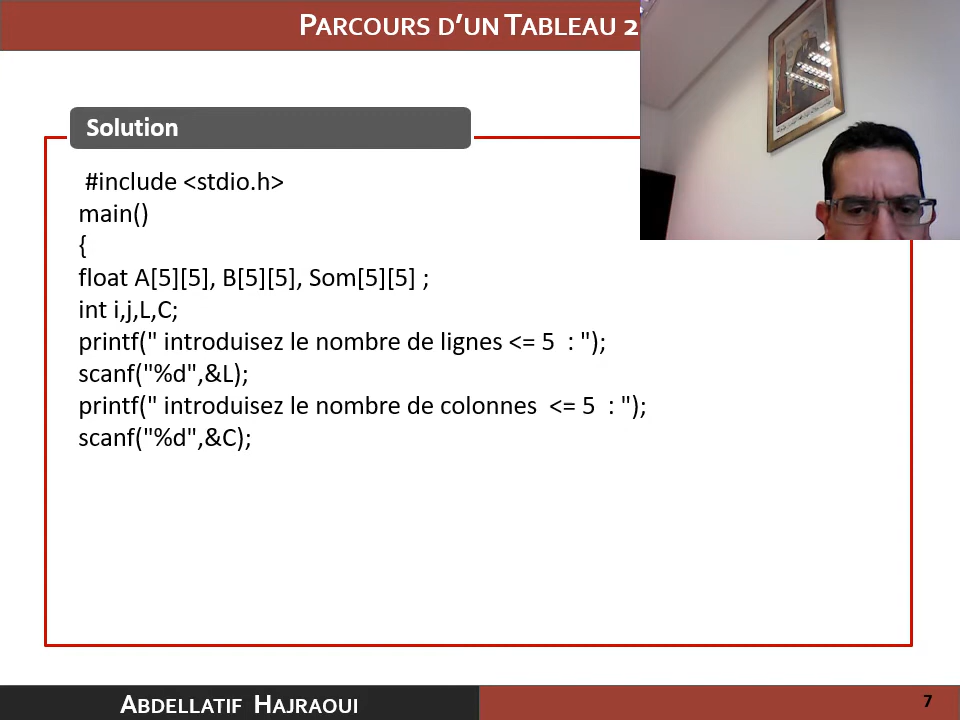 PARCOURS D'UN TABLEAU 2
Solution
#include <stdio.h>
main()
{
float A[5][5], B[5][5], Som[5][5] ;
int i,j,L,C;
printf(" introduisez le nombre de lignes <= 5  : ");
scanf("%d",&L);
printf(" introduisez le nombre de colonnes  <= 5  : ");
scanf("%d",&C);
ABDELLATIF HAJRAOUI
7